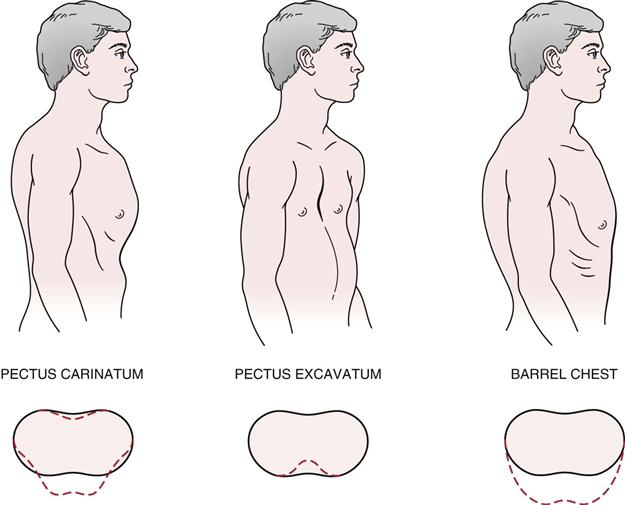 PECTUS CARINATUM
PECTUS EXCAVATUM
BARREL CHEST